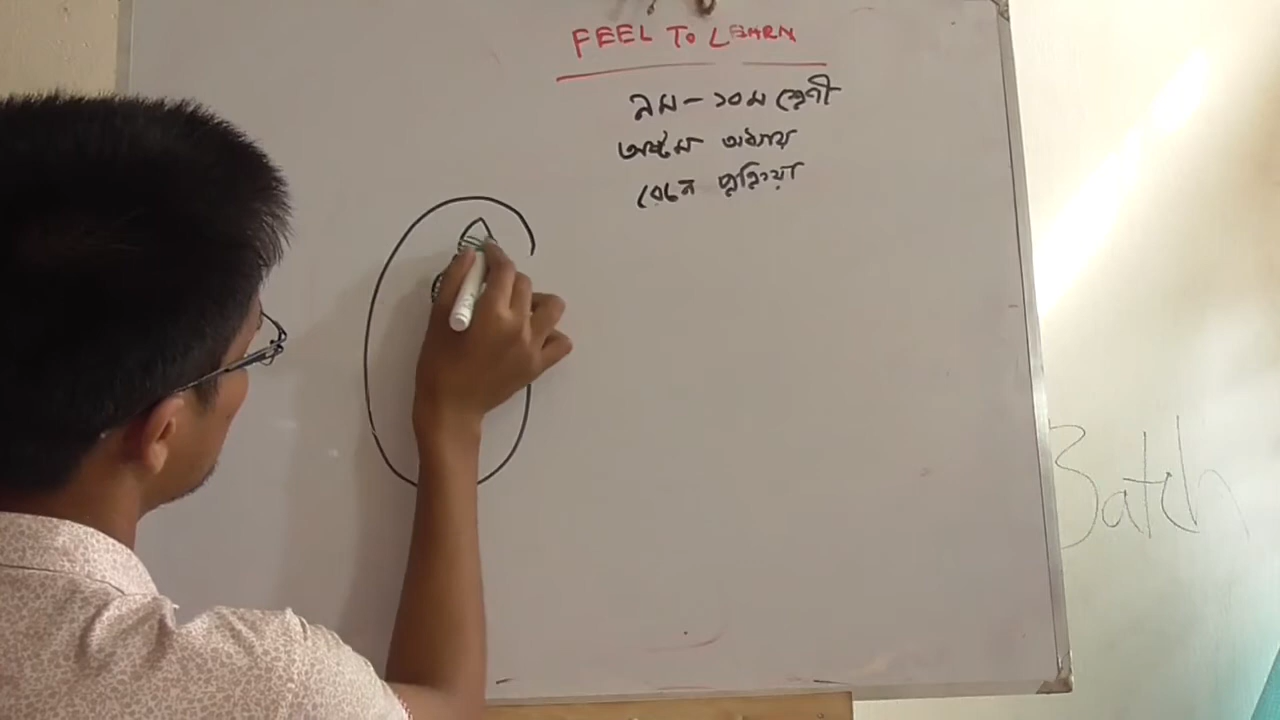 FEEL TO LEARN
৯ম - ১০ম শ্রেণী
অষ্টম অধ্যায়
রেচন প্রক্রিয়া
Batch